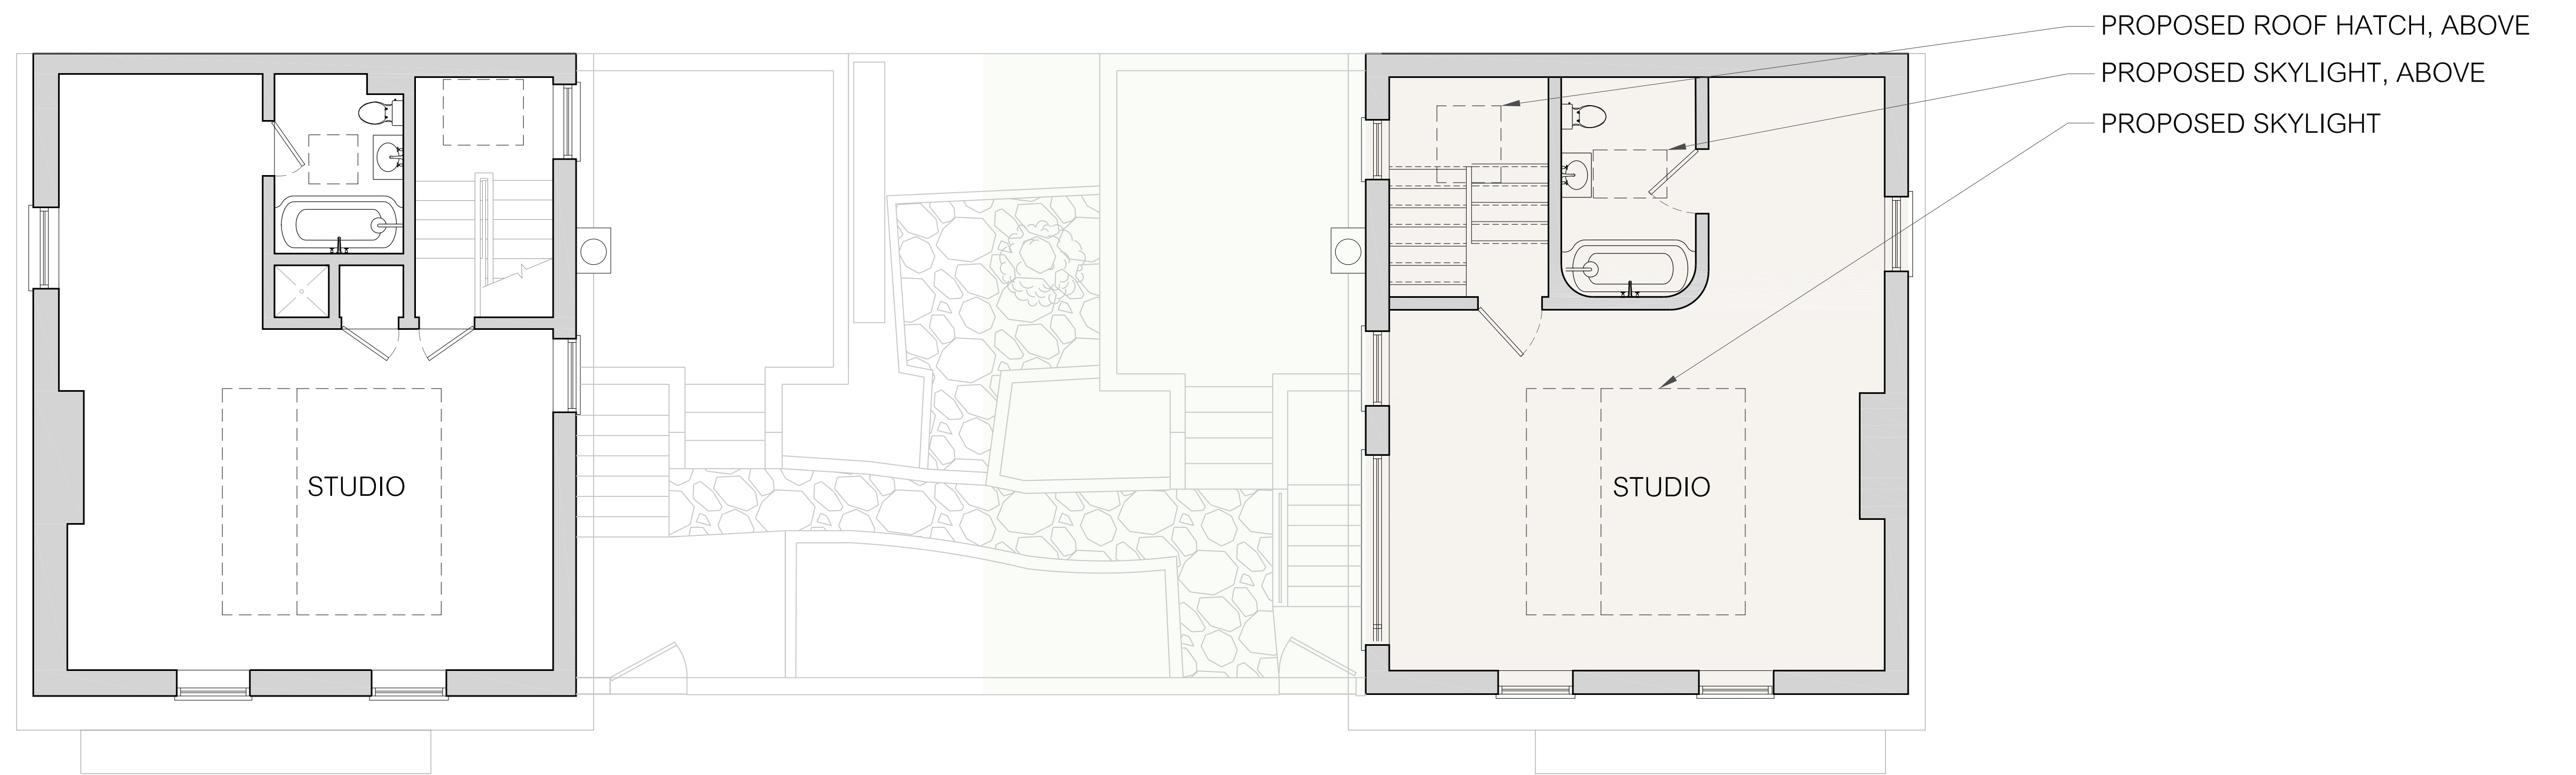 PROPOSED ROOF HATCH, ABOVE
PROPOSED SKYLIGHT, ABOVE
PROPOSED SKYLIGHT
STUDIO
STUDIO